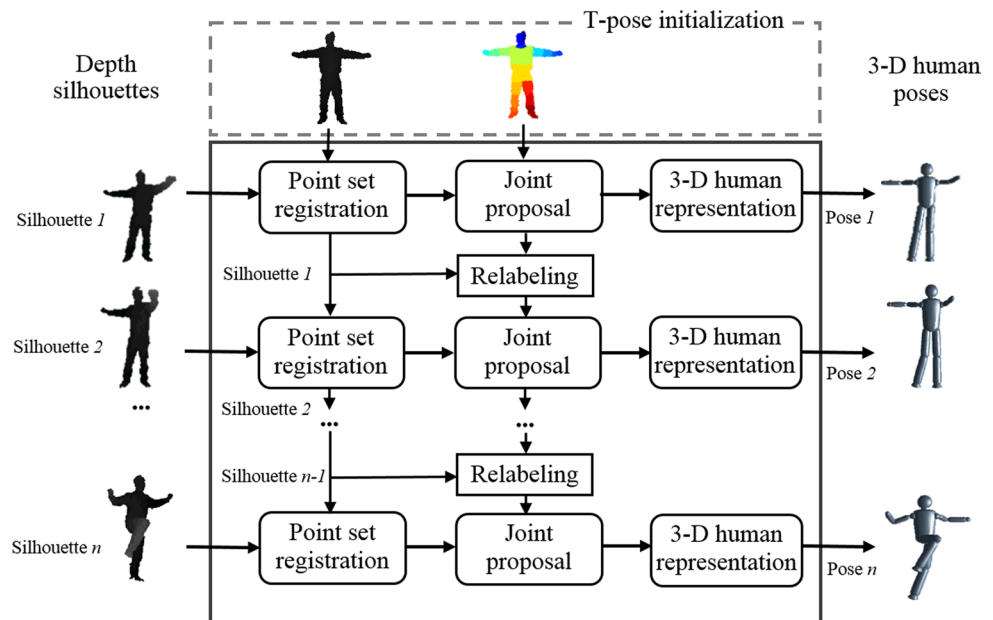 T-pose initialization
Depth
silhouettes
3-D human
poses
Silhouette 1
Point set
registration
Joint
proposal
3-D human
representation
Pose 1
Silhouette 1
Relabeling
Silhouette 2
Point set
registration
Joint
proposal
3-D human
representation
Pose 2
...
Silhouette 2
...
...
Silhouette n-1
Relabeling
Silhouette n
Point set
registration
Joint
proposal
3-D human
representation
Pose n